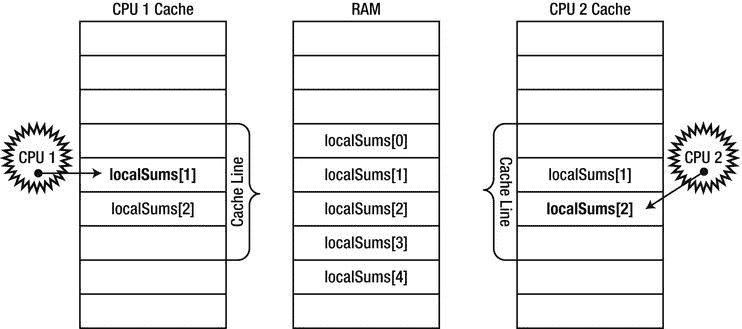 CPU 1 Cache
RAM
CPU 2 Cache
CPU 1
localSums[1]
localSums[2]
Cache Line
localSums[0]
localSums[1]
localSums[2]
localSums[3]
localSums[4]
Cache Line
localSums[1]
localSums[2]
CPU 2